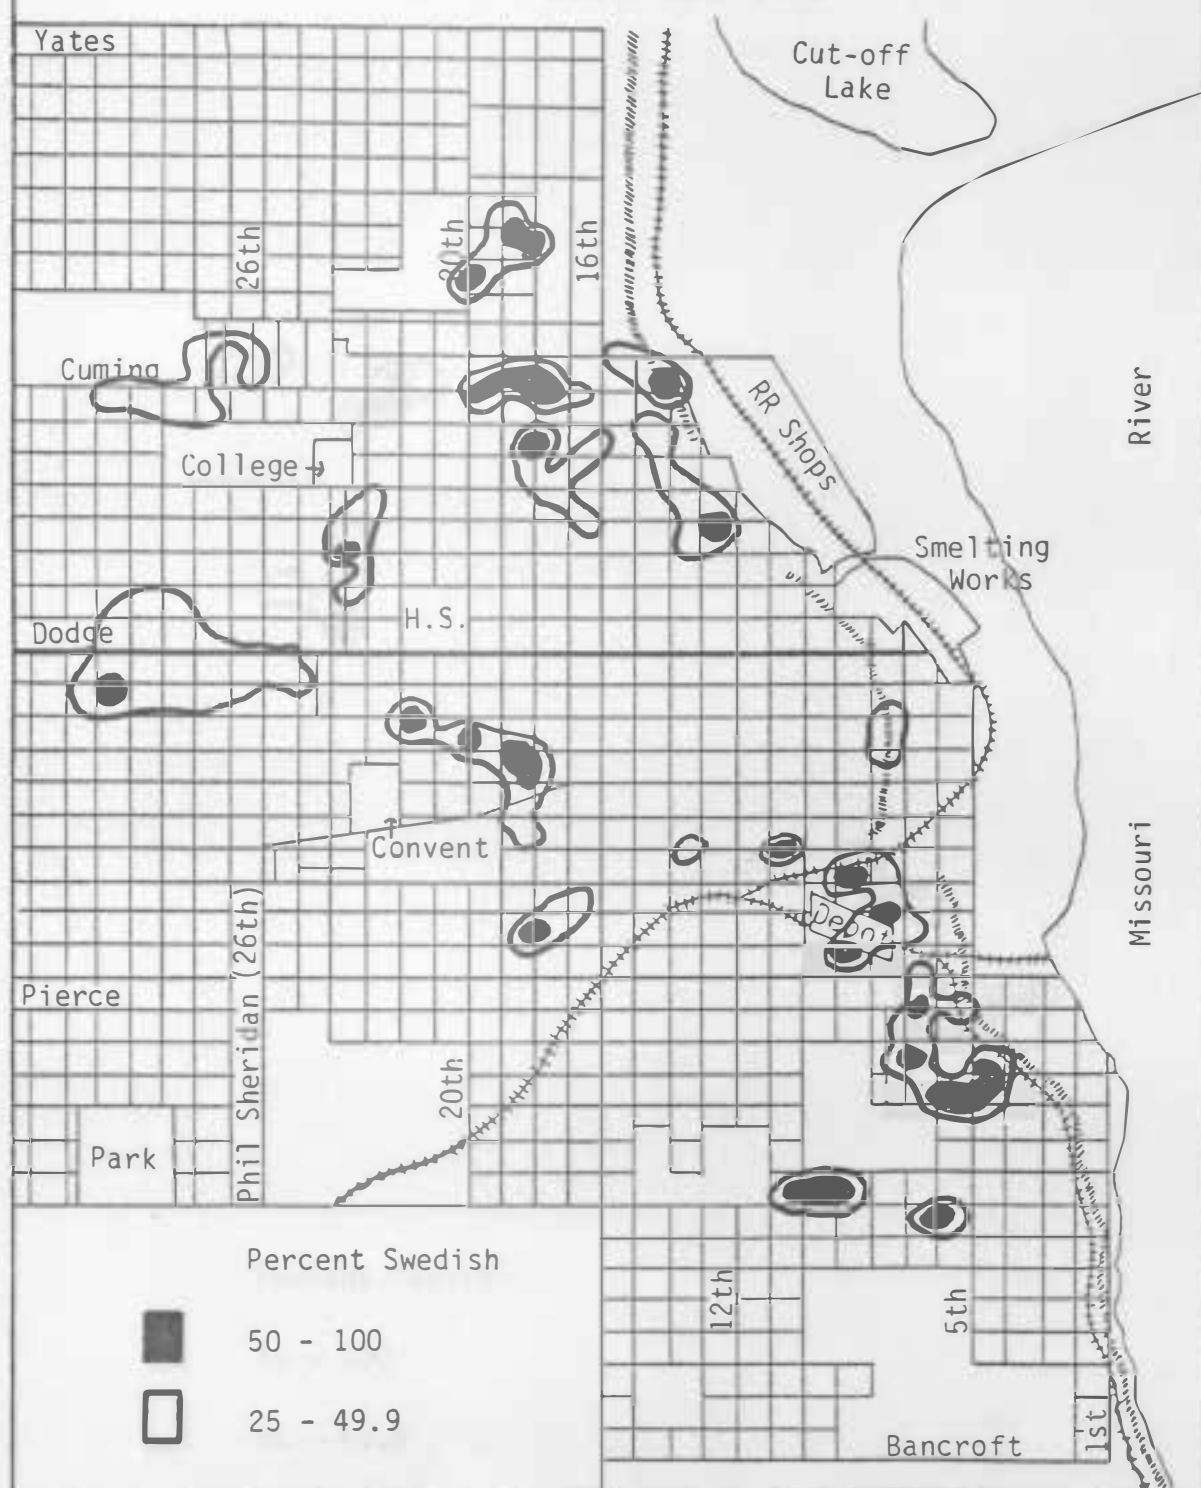 Yates
Cut-off
Lake
26th
20th
16th
Cuming
RR Shops
River
College
Smelting
Works
H.S.
Dodge
Convent
Missouri
Depot
Phil Sheridan (26th)
Pierce
20th
Park
Percent Swedish
50 - 100
25 - 49.9
12th
5th
1st
Bancroft